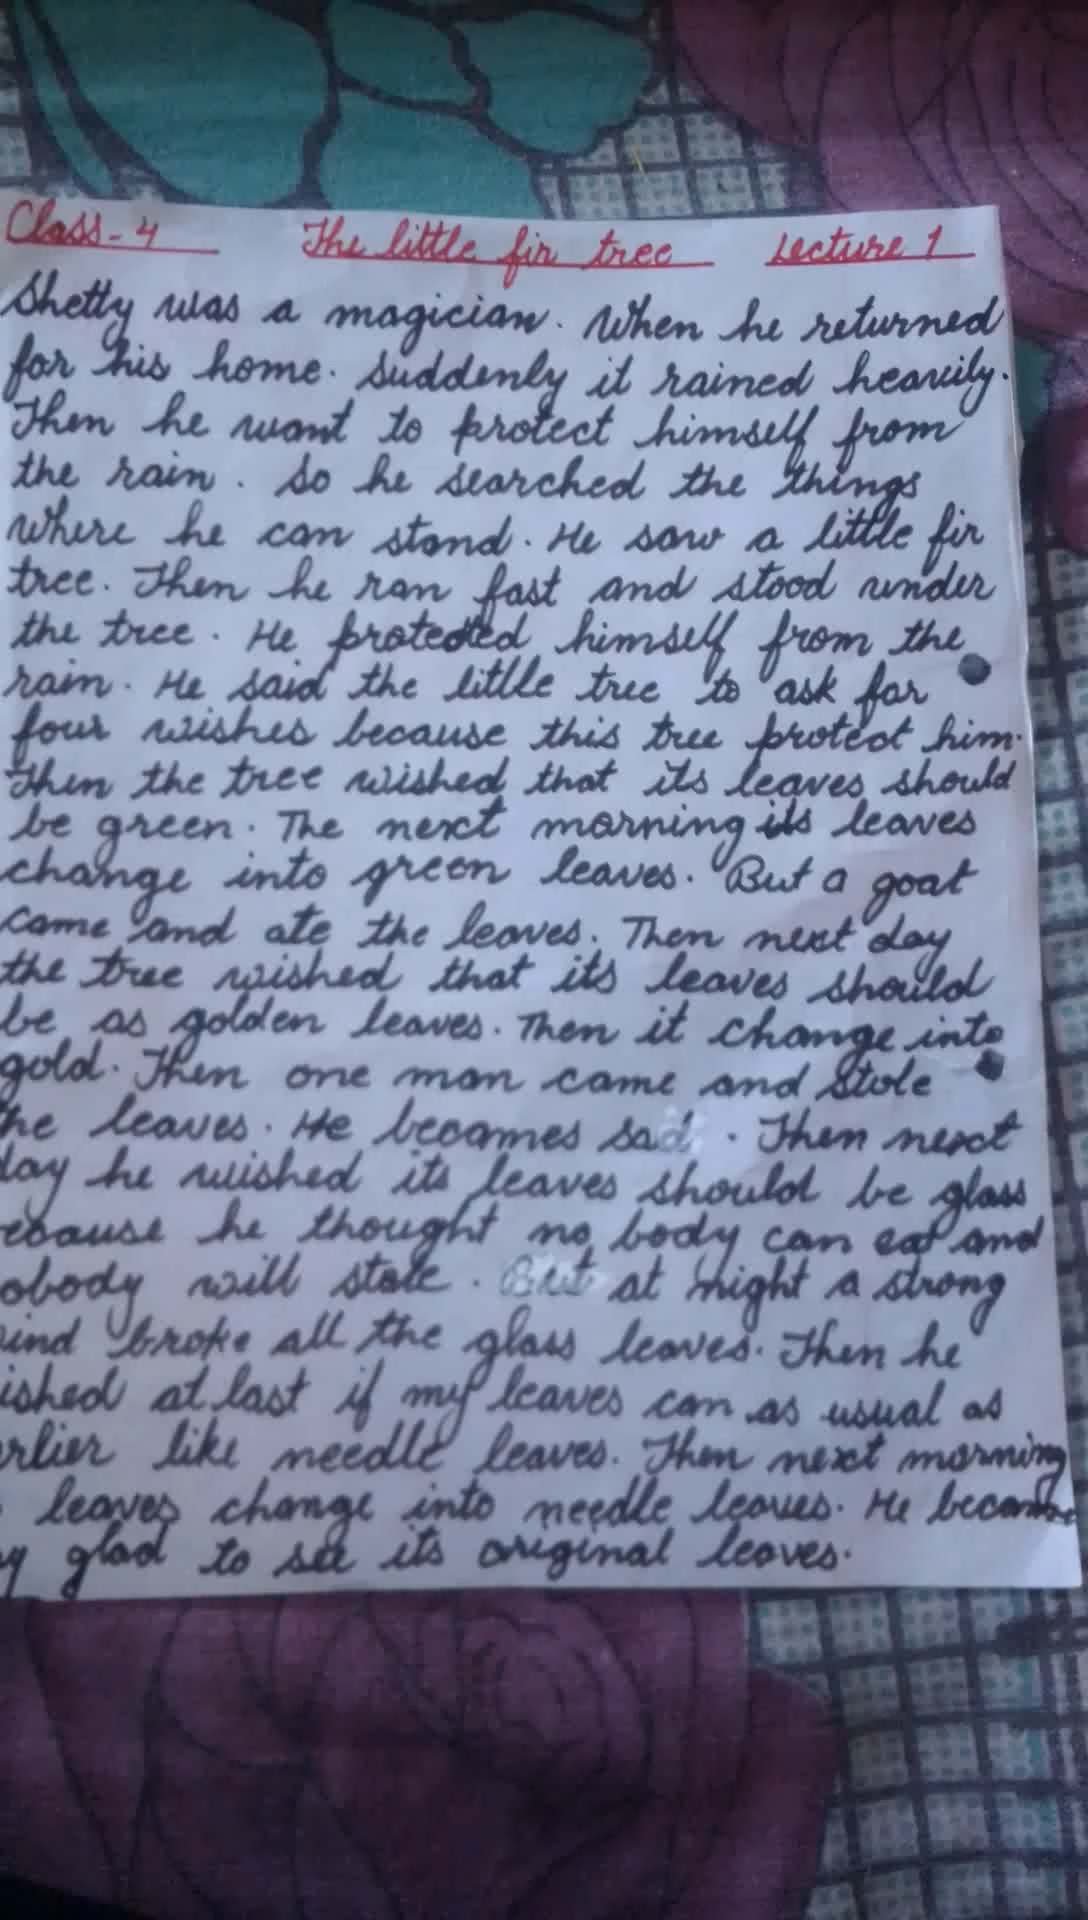 Class-4 The little fir tree Lecture 1
Shetty was a magician. When he returned
for his home. Suddenly it rained heavily.
Then he want to protect himself from
the rain. So he searched the things
where he can stand. He saw a little fir
tree. Then he ran fast and stood under
the tree. He protected himself from the
rain. He said the little tree to ask for
four wishes because this tree protect him.
Then the tree wished that its leaves should
be green. The next morning its leaves
change into green leaves. But a goat
came and ate the leaves. Then next day
the tree wished that its leaves should
be as golden leaves. Then it change into
gold. Then one man came and stole
he leaves. He becames sad. Then next
day he wished its leaves should be glass
ecause he thought no body can eat and
obody will stole. But at night a strong
ind broke all the glass leaves. Then he
ished at last if my leaves can as usual as
rlier like needle leaves. Then next morning
leaves change into needle leaves. He became
y glad to see its original leaves.